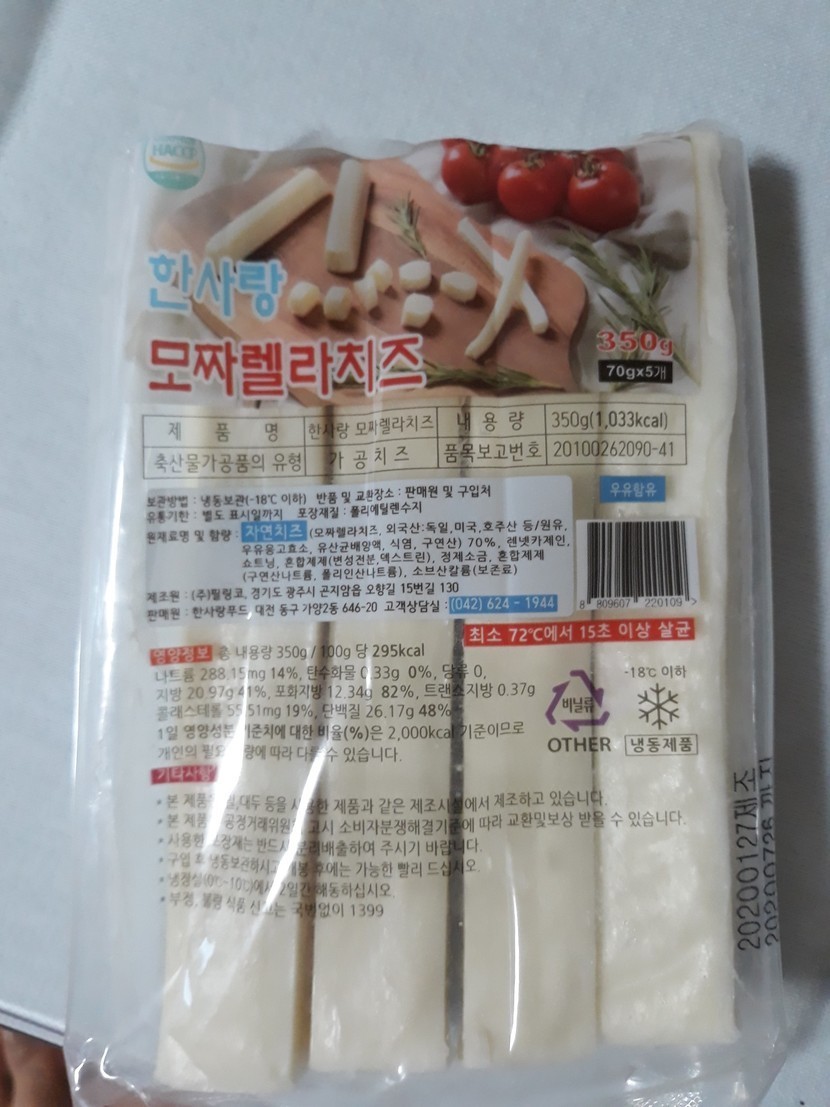 HACCP
한사랑
모짜렐라치즈
350g
70gx5개
제 품 명 한사랑 모짜렐라치즈 내 용 량 350g(1,033kcal)
축산물가공품의 유형 가 공 치 즈 품목보고번호 20100262090-41
보관방법 : 냉동보관(-18℃ 이하) 반품 및 교환장소 : 판매원 및 구입처
유통기한 : 별도 표시일까지 포장재질 : 폴리에틸렌수지
우유함유
원재료명 및 함량 : 자연치즈 (모짜렐라치즈, 외국산:독일,미국,호주산 등/원유,
우유응고효소, 유산균배양액, 식염, 구연산) 70%, 렌넷카제인,
쇼트닝, 혼합제제(변성전분,덱스트린), 정제소금, 혼합제제
(구연산나트륨, 폴리인산나트륨), 소브산칼륨(보존료)
제조원 : (주)틸링코, 경기도 광주시 곤지암읍 오향길 15번길 130
판매원 : 한사랑푸드 대전 동구 가양2동 646-20 고객상담실 : (042) 624 - 1944
8 809607 220109 >
최소 72℃에서 15초 이상 살균
영양정보 총 내용량 350g / 100g 당 295kcal
나트륨 288.15mg 14%, 탄수화물 0.33g 0%, 당류 0,
지방 20.97g 41%, 포화지방 12.34g 82%, 트랜스지방 0.37g
콜레스테롤 55.51mg 19%, 단백질 26.17g 48%
1일 영양성분 기준치에 대한 비율(%)은 2,000kcal 기준이므로
개인의 필요 열량에 따라 다를 수 있습니다.
비닐류
OTHER
-18℃ 이하
냉동제품
기타사항
• 본 제품은 밀,대두 등을 사용한 제품과 같은 제조시설에서 제조하고 있습니다.
• 본 제품은 공정거래위원회 고시 소비자분쟁해결기준에 따라 교환및보상 받을 수 있습니다.
• 사용한 포장재는 반드시 분리배출하여 주시기 바랍니다.
• 구입 후 냉동보관하시고 개봉 후에는 가능한 빨리 드십시오.
• 냉장실(0℃~10℃)에서 2일간 해동하십시오.
• 부정, 불량 식품 신고는 국번없이 1399
20200127제조
20200726 까지